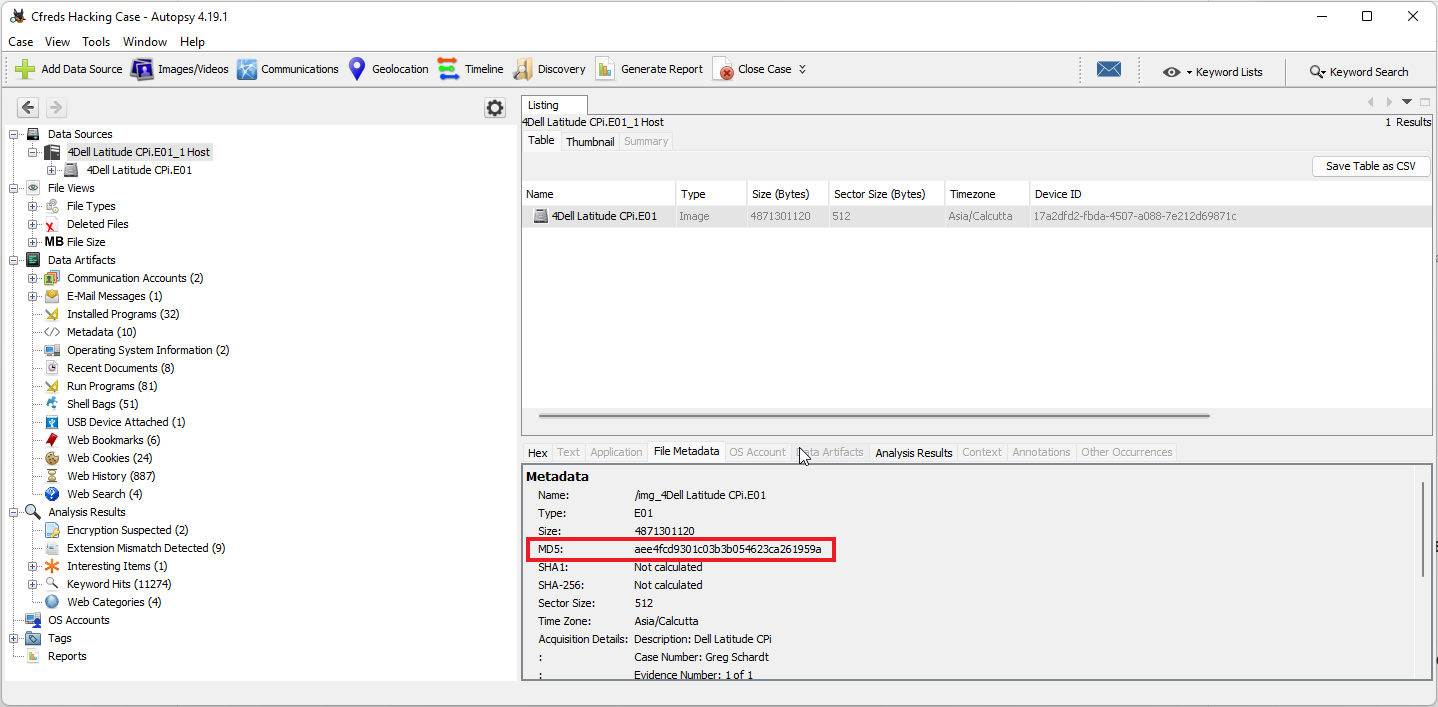 Cfreds Hacking Case - Autopsy 4.19.1
Case View Tools Window Help
Add Data Source Images/Videos Communications Geolocation Timeline Discovery Generate Report Close Case Keyword Lists Keyword Search
Data Sources
4Dell Latitude CPi.E01_1 Host
4Dell Latitude CPi.E01
File Views
File Types
Deleted Files
MB File Size
Data Artifacts
Communication Accounts (2)
E-Mail Messages (1)
Installed Programs (32)
Metadata (10)
Operating System Information (2)
Recent Documents (8)
Run Programs (81)
Shell Bags (51)
USB Device Attached (1)
Web Bookmarks (6)
Web Cookies (24)
Web History (887)
Web Search (4)
Analysis Results
Encryption Suspected (2)
Extension Mismatch Detected (9)
Interesting Items (1)
Keyword Hits (11274)
Web Categories (4)
OS Accounts
Tags
Reports
Listing
4Dell Latitude CPi.E01_1 Host 1 Results
Table Thumbnail Summary
Save Table as CSV
Name Type Size (Bytes) Sector Size (Bytes) Timezone Device ID
4Dell Latitude CPi.E01 Image 4871301120 512 Asia/Calcutta 17a2dfd2-fbda-4507-a088-7e212d69871c
Hex Text Application File Metadata OS Account Data Artifacts Analysis Results Context Annotations Other Occurrences
Metadata
Name: /img_4Dell Latitude CPi.E01
Type: E01
Size: 4871301120
MD5: aee4fcd9301c03b3b054623ca261959a
SHA1: Not calculated
SHA-256: Not calculated
Sector Size: 512
Time Zone: Asia/Calcutta
Acquisition Details: Description: Dell Latitude CPi
: Case Number: Greg Schardt
: Evidence Number: 1 of 1